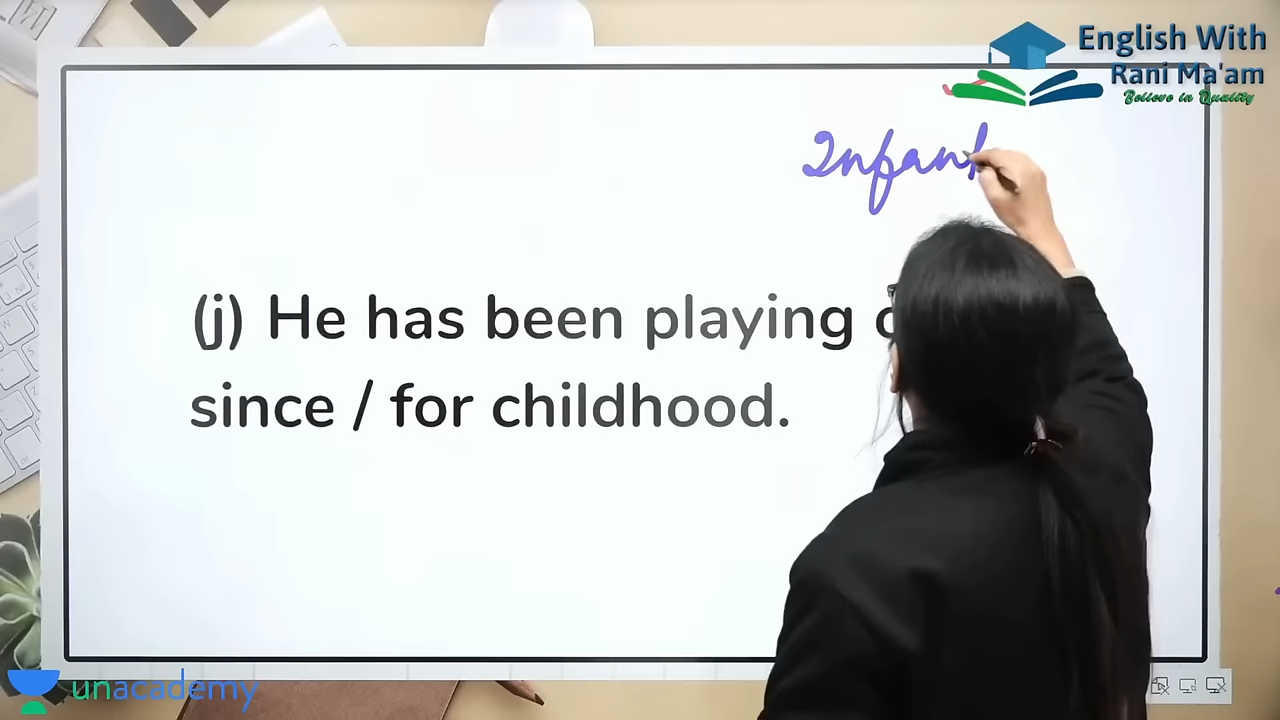 English With
Rani Ma'am
Believe in Quality
Infant
(j) He has been playing
since / for childhood.
unacademy